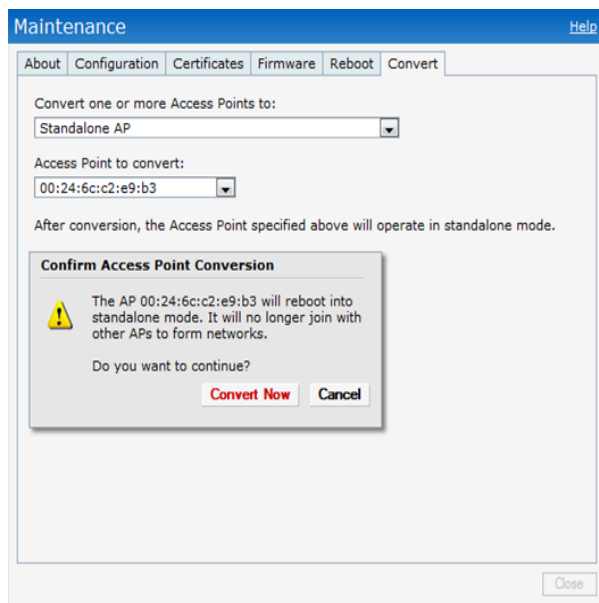 Maintenance
Help
About Configuration Certificates Firmware Reboot Convert
Convert one or more Access Points to:
Standalone AP
Access Point to convert:
00:24:6c:c2:e9:b3
After conversion, the Access Point specified above will operate in standalone mode.
Confirm Access Point Conversion
The AP 00:24:6c:c2:e9:b3 will reboot into
standalone mode. It will no longer join with
other APs to form networks.
Do you want to continue?
Convert Now Cancel
Close